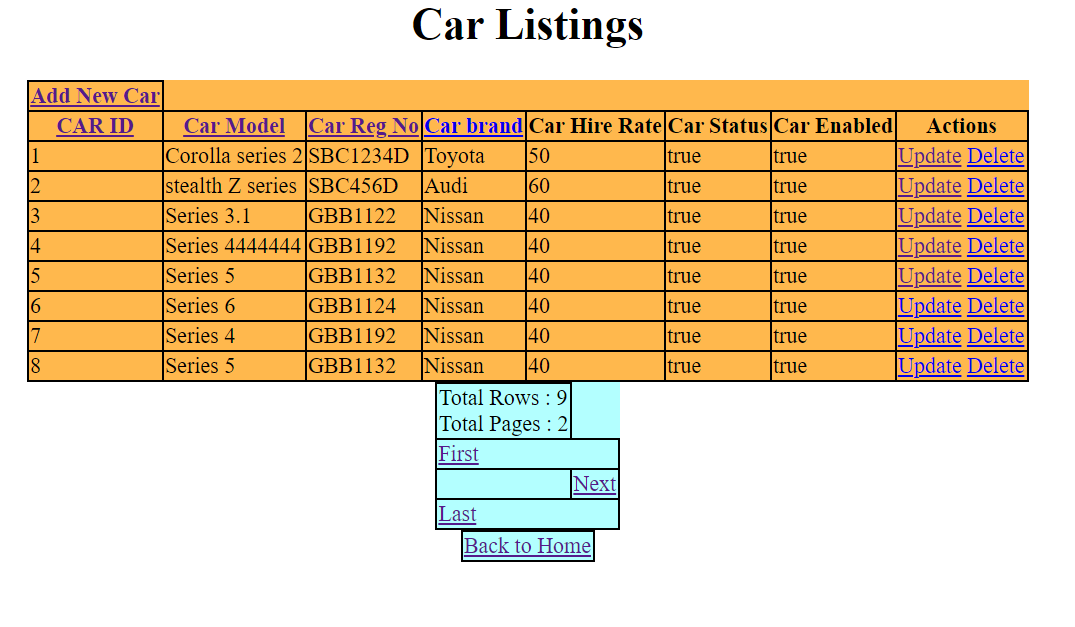 Car Listings
Add New Car
CAR ID Car Model Car Reg No Car brand Car Hire Rate Car Status Car Enabled Actions
1 Corolla series 2 SBC1234D Toyota 50 true true Update Delete
2 stealth Z series SBC456D Audi 60 true true Update Delete
3 Series 3.1 GBB1122 Nissan 40 true true Update Delete
4 Series 4444444 GBB1192 Nissan 40 true true Update Delete
5 Series 5 GBB1132 Nissan 40 true true Update Delete
6 Series 6 GBB1124 Nissan 40 true true Update Delete
7 Series 4 GBB1192 Nissan 40 true true Update Delete
8 Series 5 GBB1132 Nissan 40 true true Update Delete
Total Rows : 9
Total Pages : 2
First
Next
Last
Back to Home